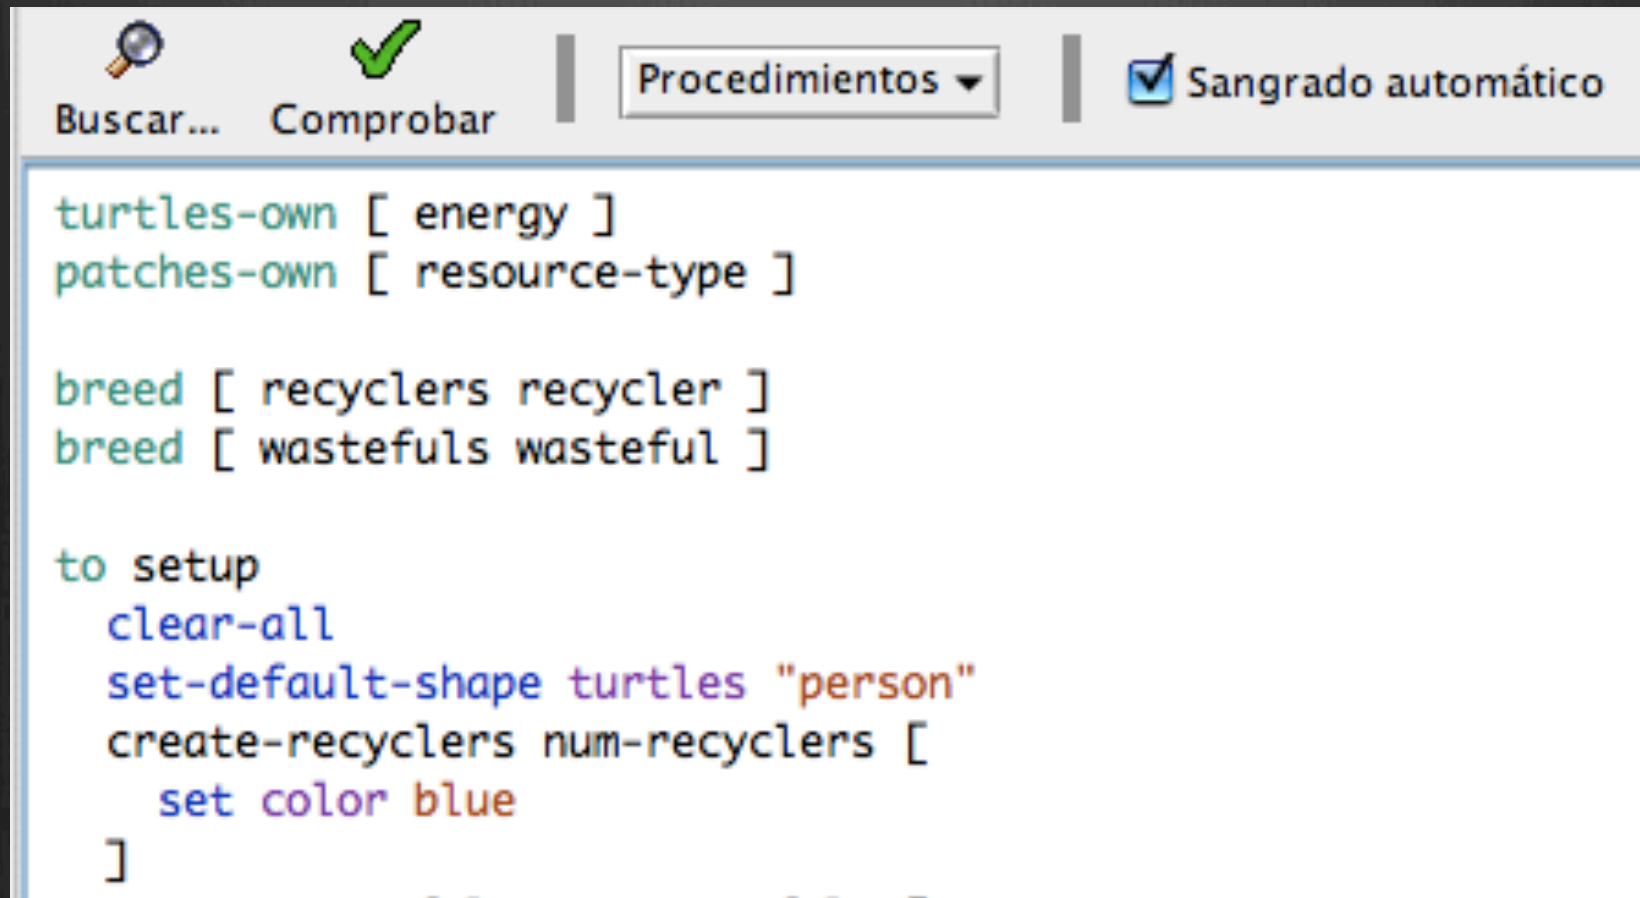 Buscar...
Comprobar
Procedimientos
Sangrado automático
turtles-own [ energy ]
patches-own [ resource-type ]
breed [ recyclers recycler ]
breed [ wastefuls wasteful ]
to setup
clear-all
set-default-shape turtles "person"
create-recyclers num-recyclers [
set color blue
]